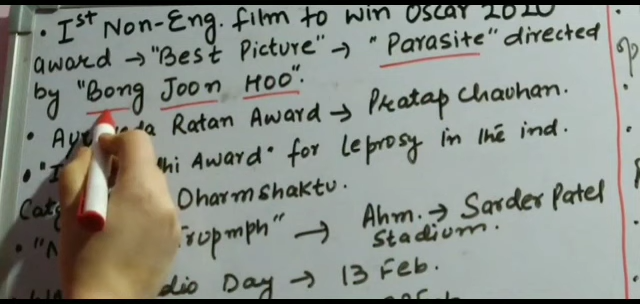 • Ist Non-Eng. film to win Oscar 2020
award → "Best Picture" → "Parasite" directed
by "Bong Joon Hoo".
• Ratan Award → Pratap Chauhan.
• Award" for leprosy in the ind.
Dharmshaktu.
• → Ahm. → Sarder Patel
Stadium.
Day → 13 Feb.